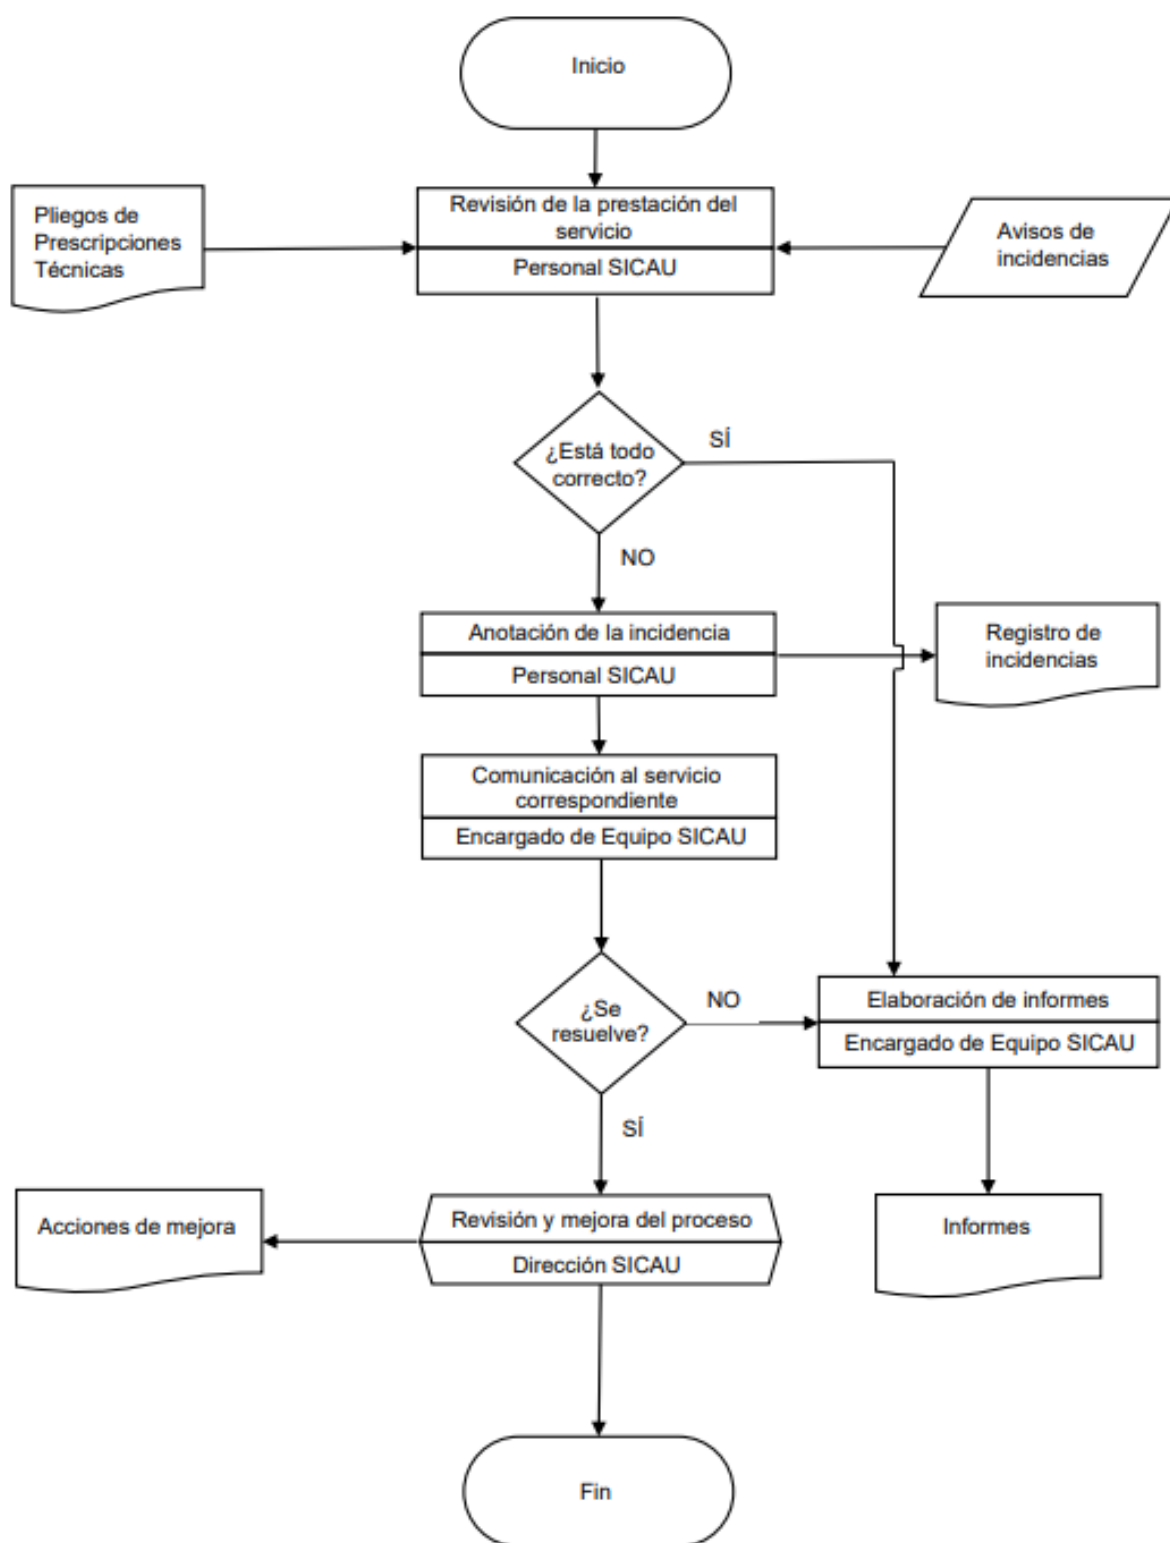 Inicio
Pliegos de
Prescripciones
Técnicas
Revisión de la prestación del
servicio
Personal SICAU
Avisos de
incidencias
¿Está todo
correcto?
SÍ
NO
Anotación de la incidencia
Personal SICAU
Registro de
incidencias
Comunicación al servicio
correspondiente
Encargado de Equipo SICAU
¿Se
resuelve?
NO
Elaboración de informes
Encargado de Equipo SICAU
SÍ
Acciones de mejora
Revisión y mejora del proceso
Dirección SICAU
Informes
Fin